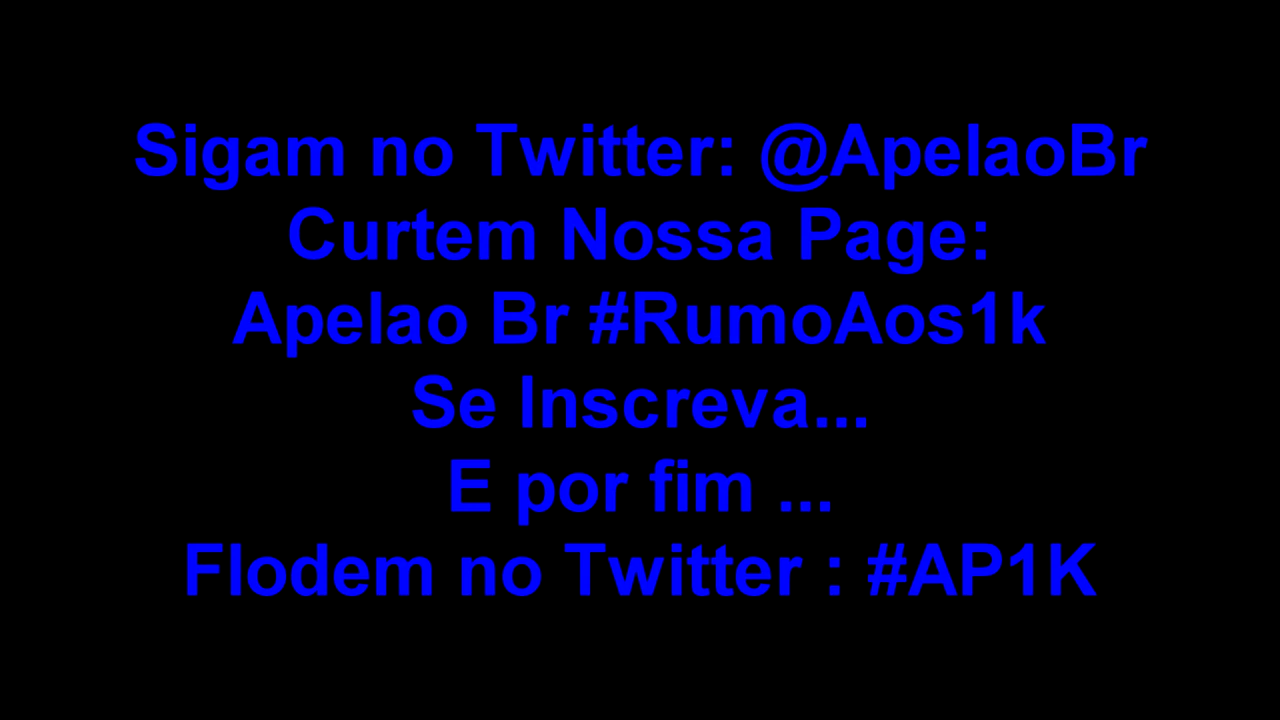 Sigam no Twitter: @ApelaoBr
Curtem Nossa Page:
Apelao Br #RumoAos1k
Se Inscreva...
E por fim ...
Flodem no Twitter : #AP1K